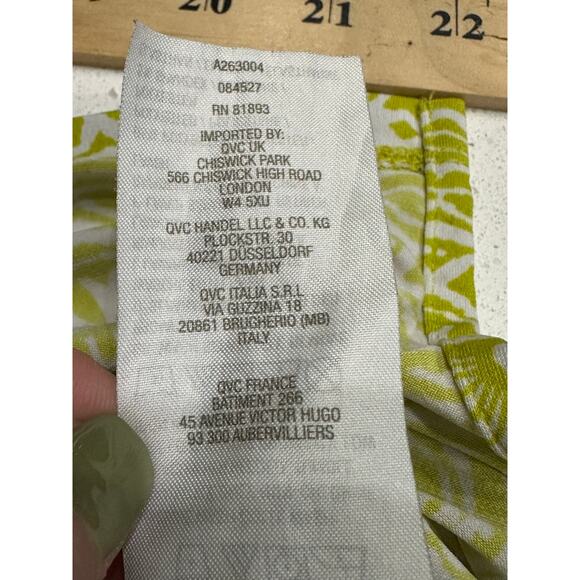 20 21 22
A263004
084527
RN 81893
IMPORTED BY:
QVC UK
CHISWICK PARK
566 CHISWICK HIGH ROAD
LONDON
W4 5XU
QVC HANDEL LLC & CO. KG
PLOCKSTR. 30
40221 DÜSSELDORF
GERMANY
QVC ITALIA S.R.L
VIA GUZZINA 18
20861 BRUGHERIO (MB)
ITALY
QVC FRANCE
BATIMENT 266
45 AVENUE VICTOR HUGO
93 300 AUBERVILLIERS